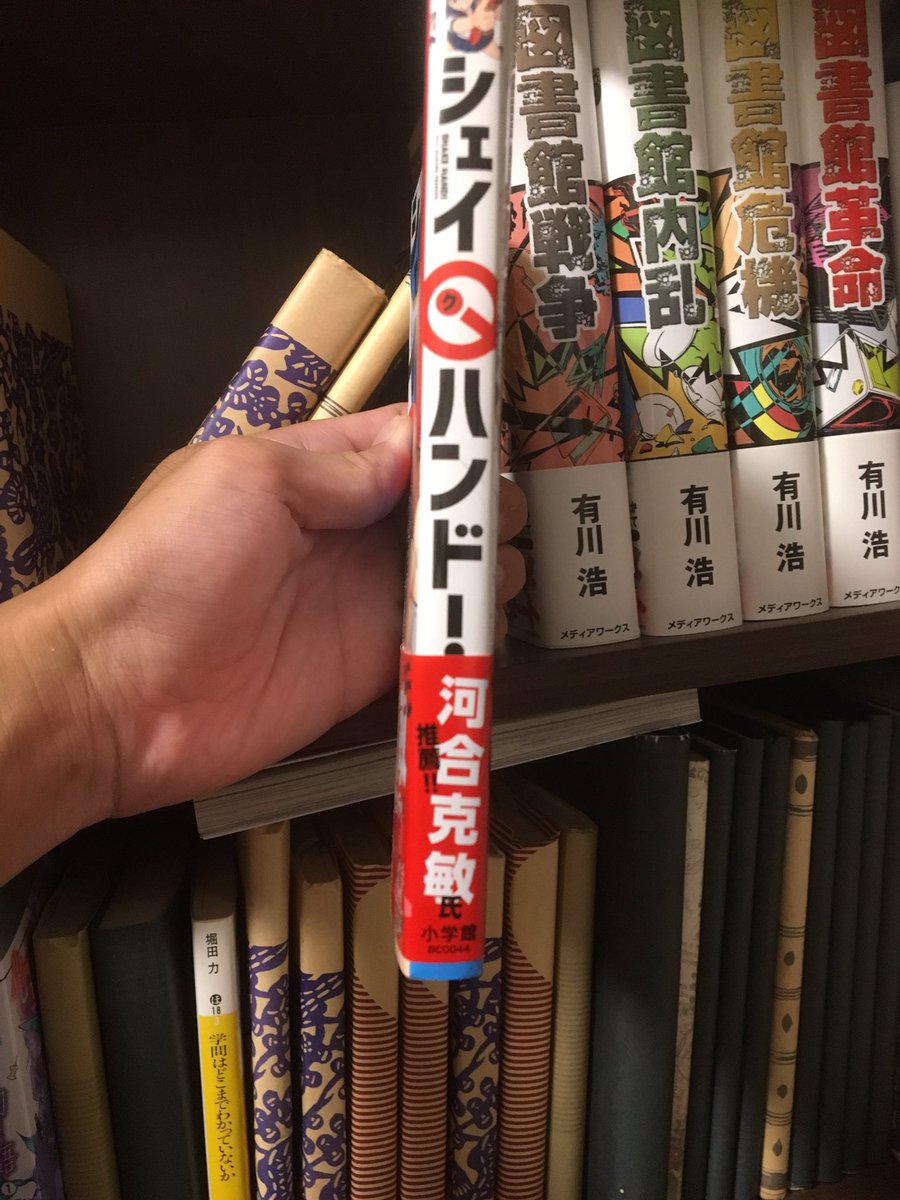 シェイクハンド!
SHAKE HAND!
河合克敏氏
推薦!!
小学館
BC0044
図書館戦争
有川 浩
メディアワークス
図書館内乱
有川 浩
メディアワークス
図書館危機
有川 浩
メディアワークス
図書館革命
有川 浩
メディアワークス
堀田 力
ほ
18
学問はどこまでわかっていないか